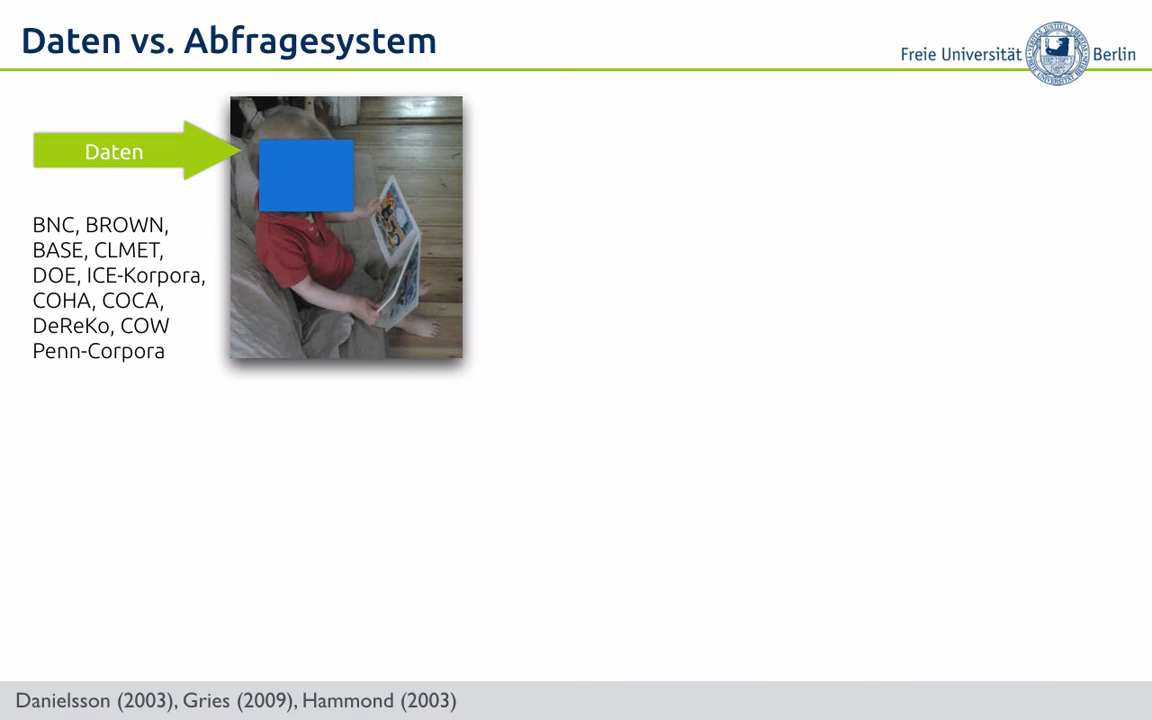 Daten vs. Abfragesystem
Freie Universität Berlin
Daten
BNC, BROWN,
BASE, CLMET,
DOE, ICE-Korpora,
COHA, COCA,
DeReKo, COW
Penn-Corpora
Danielsson (2003), Gries (2009), Hammond (2003)